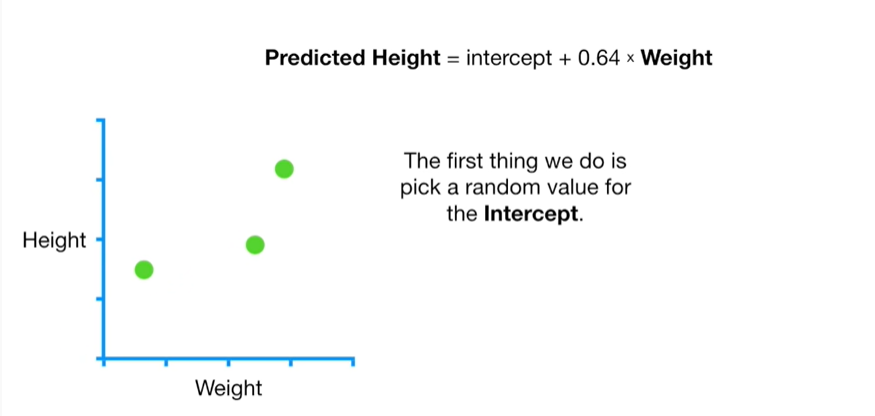 Predicted Height = intercept + 0.64 × Weight
The first thing we do is
pick a random value for
the Intercept.
Height
Weight